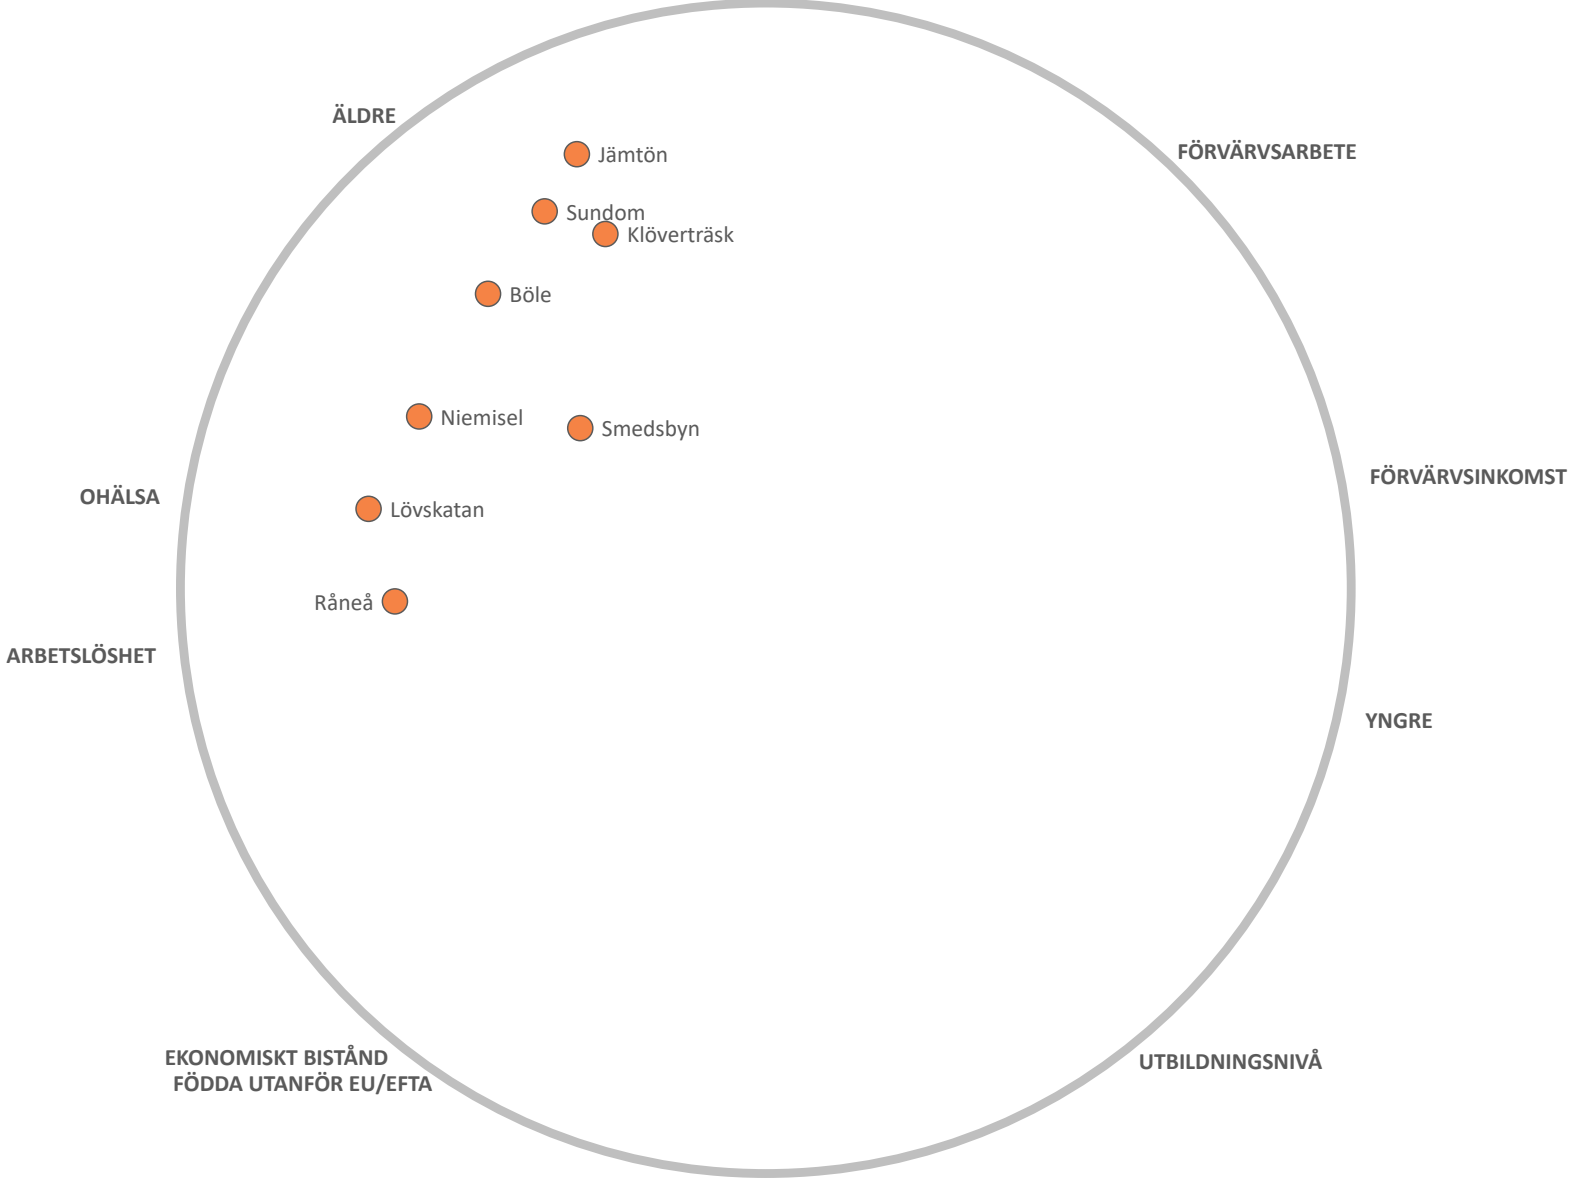 ÄLDRE
FÖRVÄRVSARBETE
Jämtön
Sundom
Klöverträsk
Böle
Niemisel
Smedsbyn
FÖRVÄRVSINKOMST
OHÄLSA
Lövskatan
Råneå
ARBETSLÖSHET
YNGRE
EKONOMISKT BISTÅND
FÖDDA UTANFÖR EU/EFTA
UTBILDNINGSNIVÅ